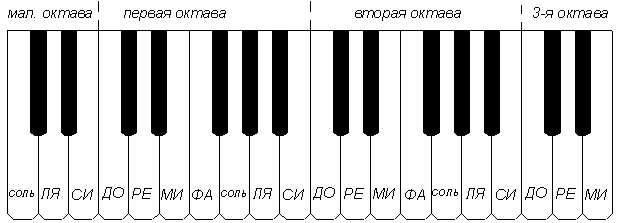 мал. октава первая октава вторая октава 3-я октава
соль ЛЯ СИ ДО РЕ МИ ФА соль ЛЯ СИ ДО РЕ МИ ФА соль ЛЯ СИ ДО РЕ МИ